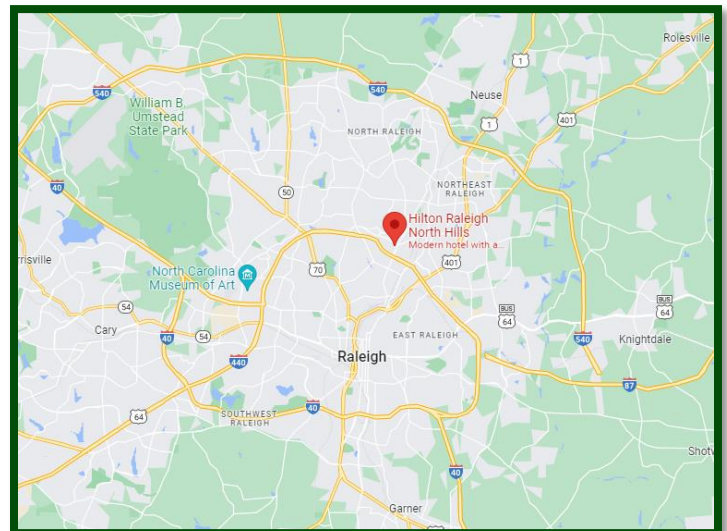 Rolesville
1
540
540
Neuse
William B.
Umstead
State Park
401
1
NORTH RALEIGH
40
50
NORTHEAST
RALEIGH
Hilton Raleigh
North Hills
Modern hotel with a...
401
rrisville
North Carolina
Museum of Art
70
54
BUS
64
BUS
64
Cary
40
54
EAST RALEIGH
540
Knightdale
440
Raleigh
87
64
SOUTHWEST
RALEIGH
40
Shotw
40
Garner